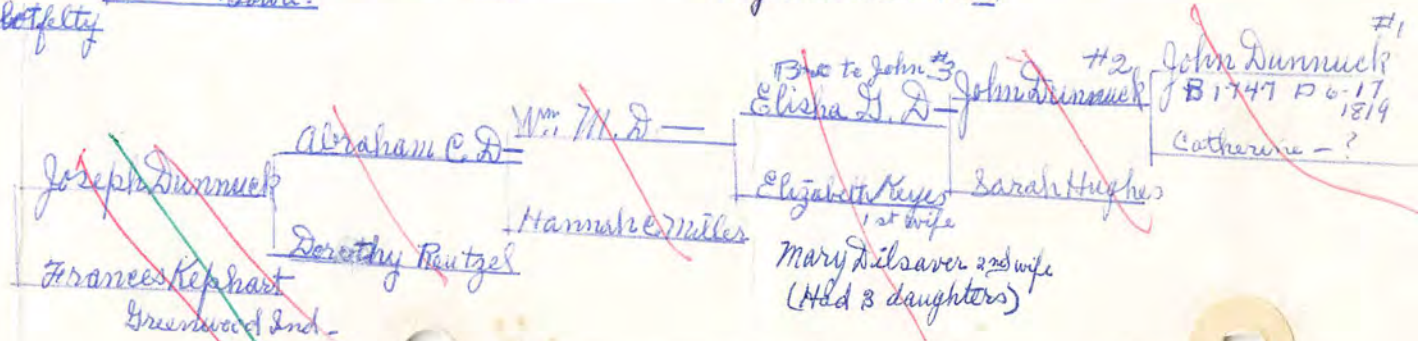 Botfelty
Joseph Dunnuck
Frances Kephart
Greenwood Ind-
Abraham C. D-
Dorothy Reutzel
Wm. M. D. —
Hannah C Miller
Bro to John #3
Elisha G. D-
Elizabeth Keyes
1st wife
Mary Dilsaver 2nd wife
(Had 3 daughters)
#2
John Dunnuck
Sarah Hughes
#1
John Dunnuck
B 1747 D 6-17
1819
Catherine - ?